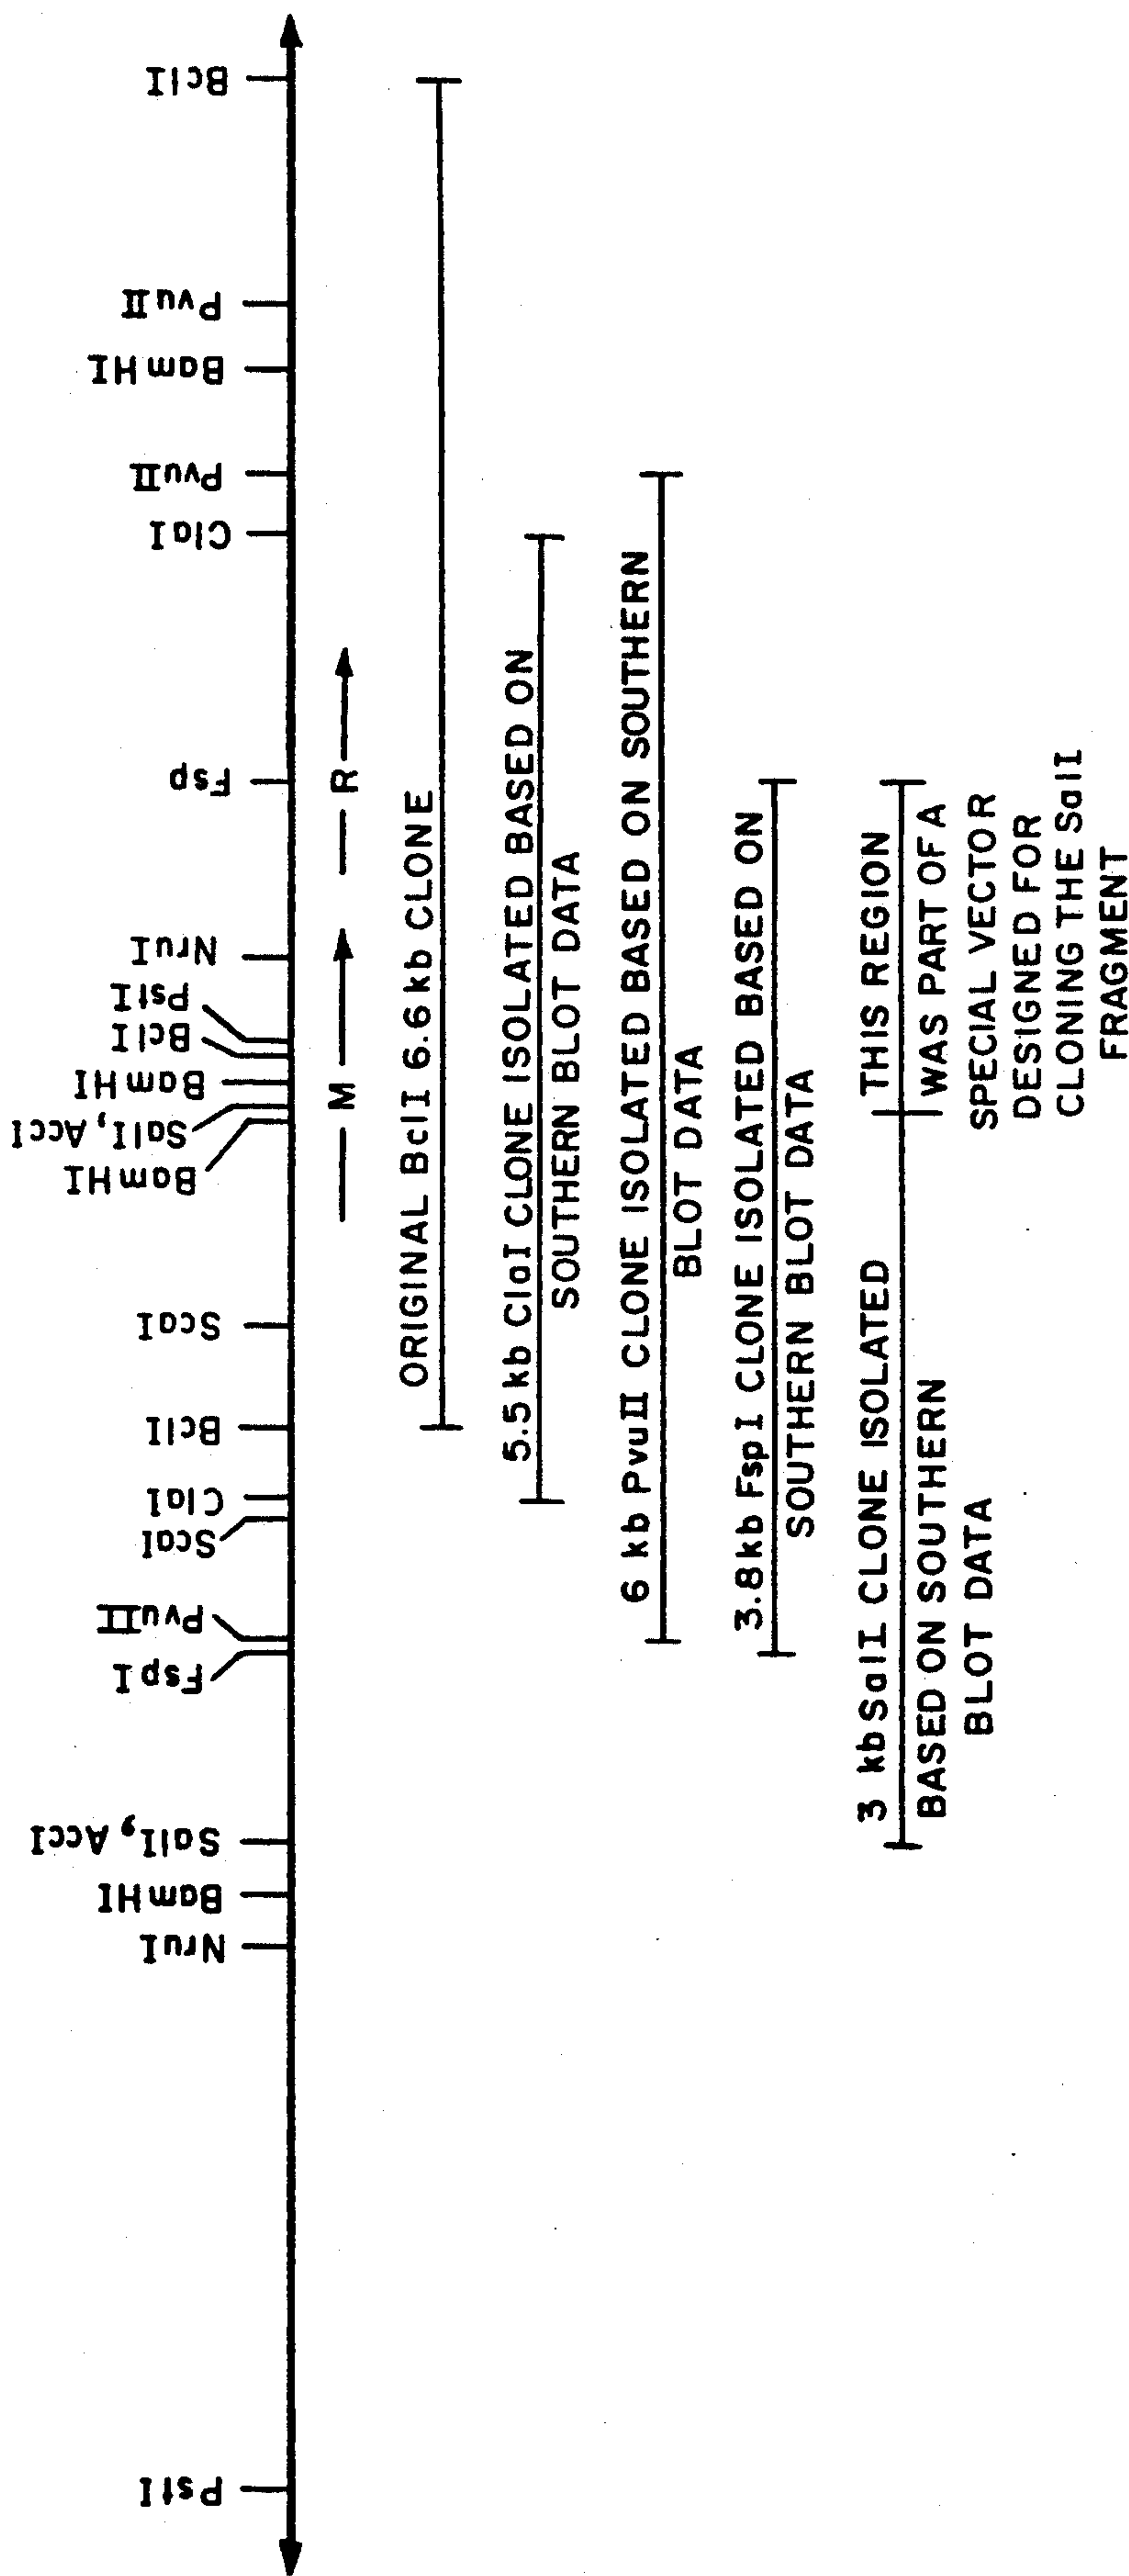 PstI
NruI
BamHI
SalI, AccI
FspI
PvuII
ScaI
ClaI
BclI
ScaI
BamHI
SalI, AccI
BamHI
BclI
PstI
NruI
Fsp
ClaI
PvuII
BamHI
PvuII
BclI
M
R
ORIGINAL BclI 6.6 kb CLONE
5.5 kb ClaI CLONE ISOLATED BASED ON
SOUTHERN BLOT DATA
6 kb PvuII CLONE ISOLATED BASED ON SOUTHERN
BLOT DATA
3.8kb FspI CLONE ISOLATED BASED ON
SOUTHERN BLOT DATA
3 kb SalI CLONE ISOLATED
BASED ON SOUTHERN
BLOT DATA
THIS REGION
WAS PART OF A
SPECIAL VECTOR
DESIGNED FOR
CLONING THE SalI
FRAGMENT